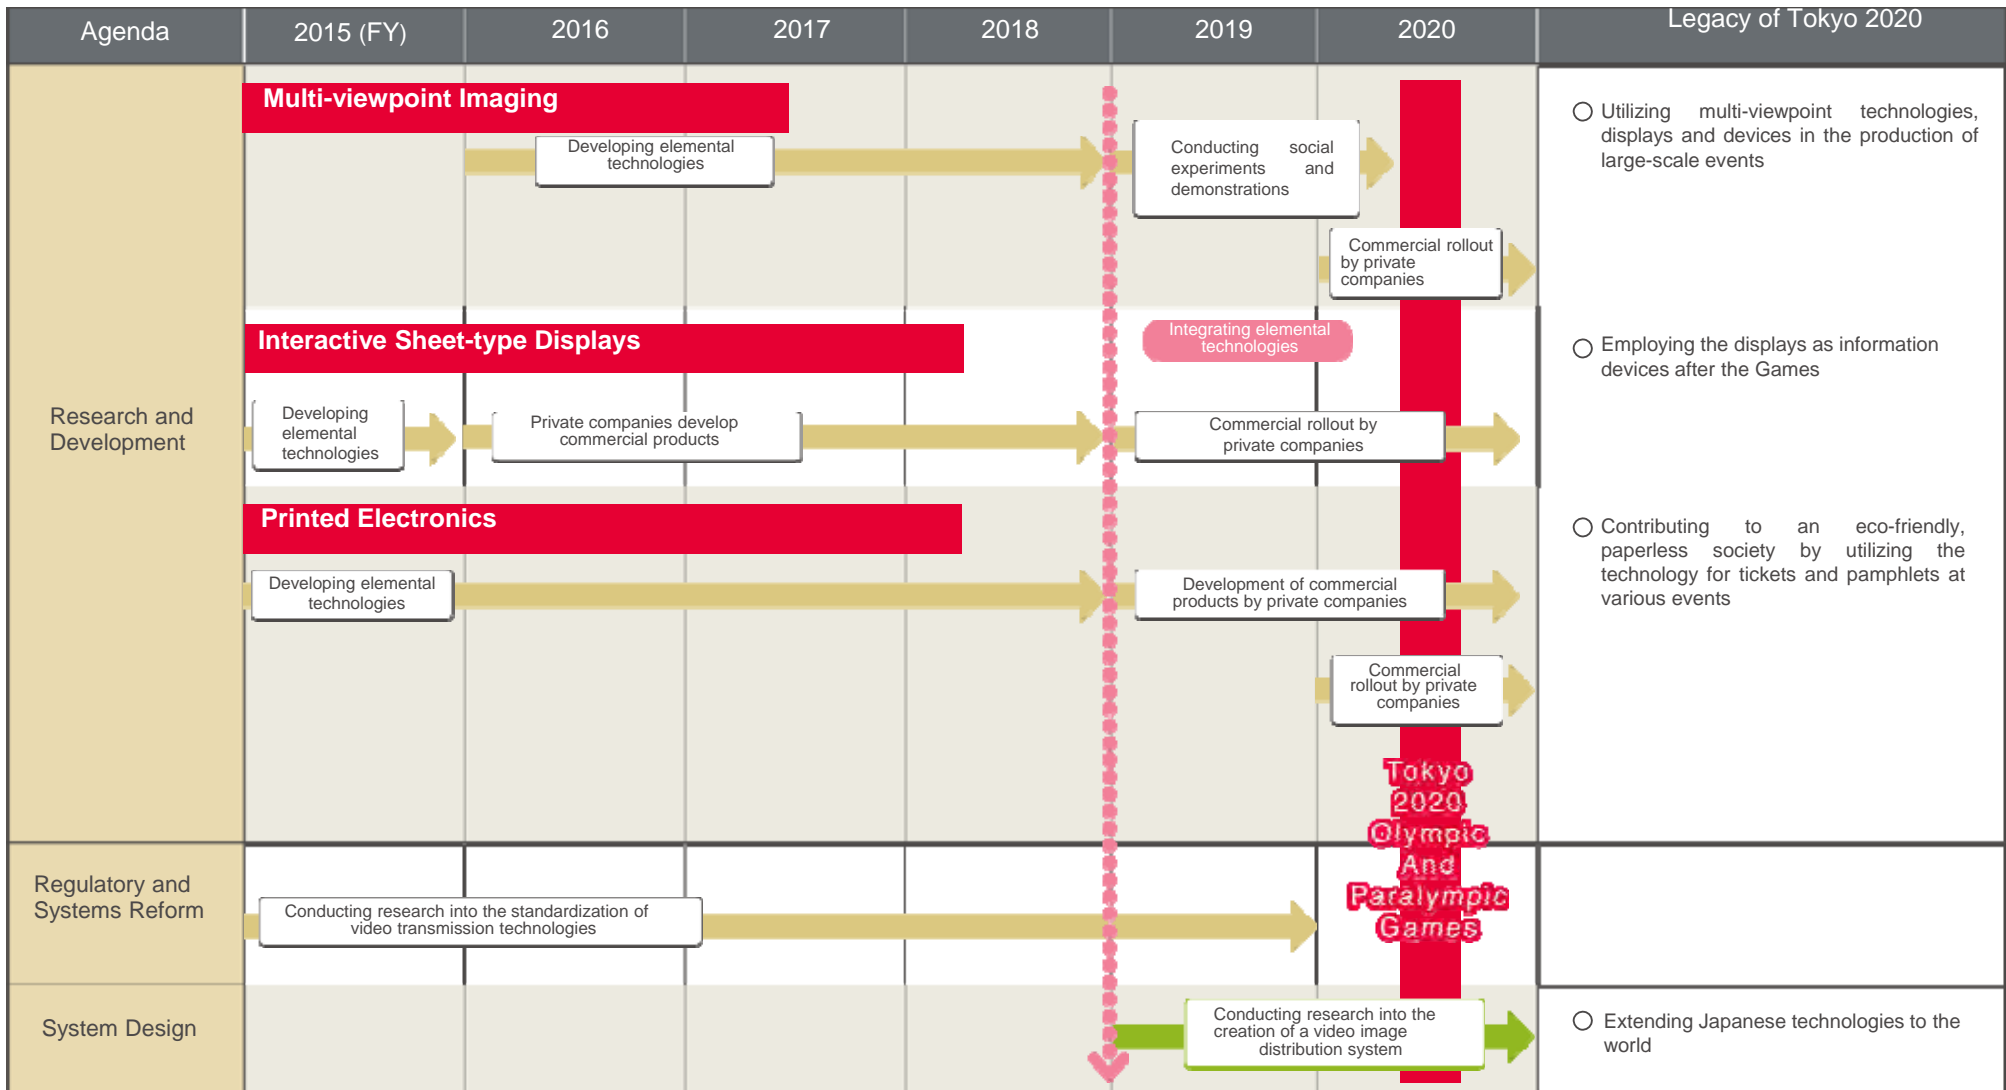 Agenda
2015 (FY)
2016
2017
2018
2019
2020
Legacy of Tokyo 2020
Research and
Development
Multi-viewpoint Imaging
Developing elemental
technologies
Conducting social
experiments and
demonstrations
Commercial rollout
by private
companies
Utilizing multi-viewpoint technologies,
displays and devices in the production of
large-scale events
Interactive Sheet-type Displays
Integrating elemental
technologies
Developing
elemental
technologies
Private companies develop
commercial products
Commercial rollout by
private companies
Employing the displays as information
devices after the Games
Printed Electronics
Developing elemental
technologies
Development of commercial
products by private companies
Commercial
rollout by private
companies
Contributing to an eco-friendly,
paperless society by utilizing the
technology for tickets and pamphlets at
various events
Tokyo
2020
Olympic
And
Paralympic
Games
Regulatory and
Systems Reform
Conducting research into the standardization of
video transmission technologies
System Design
Conducting research into the
creation of a video image
distribution system
Extending Japanese technologies to the
world